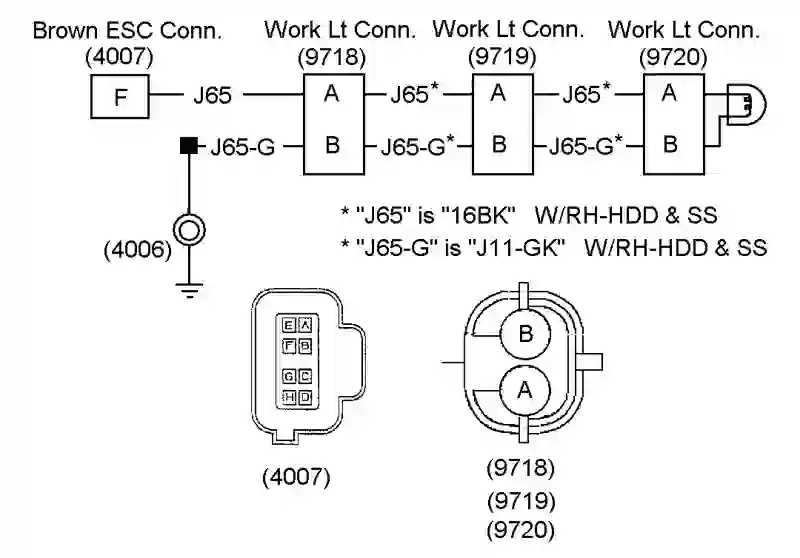 Brown ESC Conn. Work Lt Conn. Work Lt Conn. Work Lt Conn.
(4007) (9718) (9719) (9720)
F J65 A J65* A J65* A
J65-G B J65-G* B J65-G* B
* "J65" is "16BK" W/RH-HDD & SS
(4006) * "J65-G" is "J11-GK" W/RH-HDD & SS
E A
F B B
G C
H D A
(4007) (9718)
(9719)
(9720)